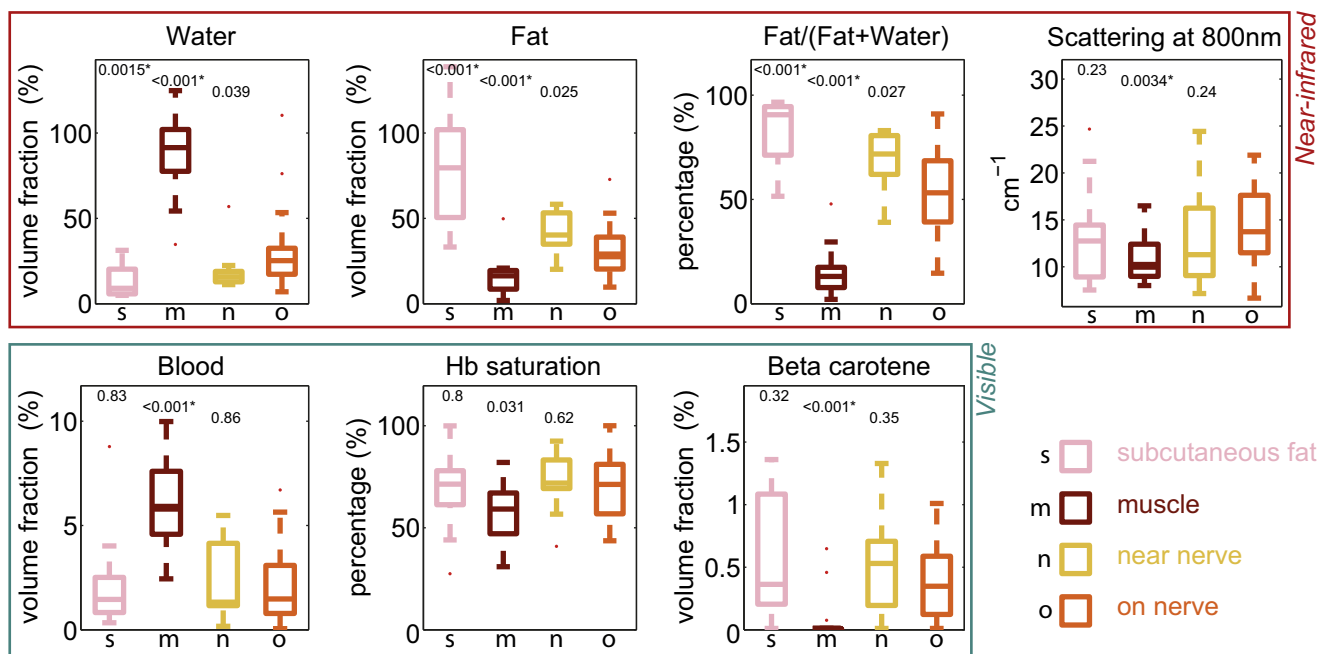 Water
0.0015*
<0.001*
0.039
volume fraction (%)
100
50
0
s m n o
Fat
<0.001*
<0.001*
0.025
volume fraction (%)
100
50
0
s m n o
Fat/(Fat+Water)
<0.001*
<0.001*
0.027
percentage (%)
100
50
0
s m n o
Scattering at 800nm
0.23
0.0034*
0.24
cm−1
30
25
20
15
10
s m n o
Near-infrared
Blood
0.83
<0.001*
0.86
volume fraction (%)
10
5
0
s m n o
Hb saturation
0.8
0.031
0.62
percentage (%)
100
50
0
s m n o
Beta carotene
0.32
<0.001*
0.35
volume fraction (%)
1.5
1
0.5
0
s m n o
Visible
s subcutaneous fat
m muscle
n near nerve
o on nerve